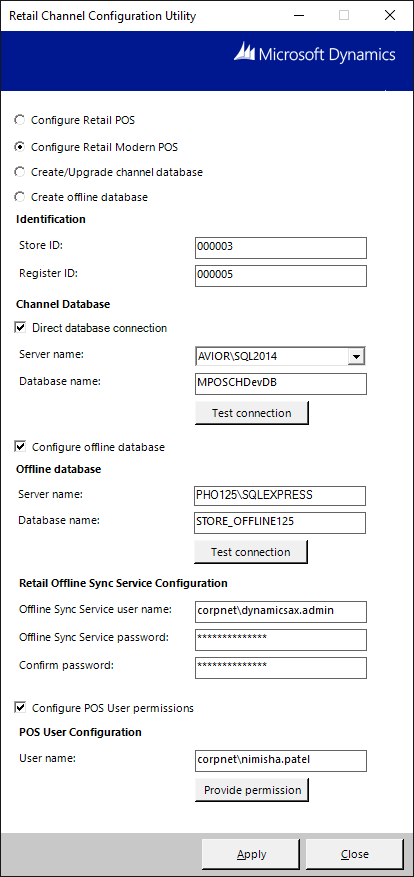 Retail Channel Configuration Utility
Microsoft Dynamics
Configure Retail POS
Configure Retail Modern POS
Create/Upgrade channel database
Create offline database
Identification
Store ID: 000003
Register ID: 000005
Channel Database
Direct database connection
Server name: AVIOR\SQL2014
Database name: MPOSCHDevDB
Test connection
Configure offline database
Offline database
Server name: PHO125\SQLEXPRESS
Database name: STORE_OFFLINE125
Test connection
Retail Offline Sync Service Configuration
Offline Sync Service user name: corpnet\dynamicsax.admin
Offline Sync Service password: **************
Confirm password: **************
Configure POS User permissions
POS User Configuration
User name: corpnet\nimisha.patel
Provide permission
Apply Close